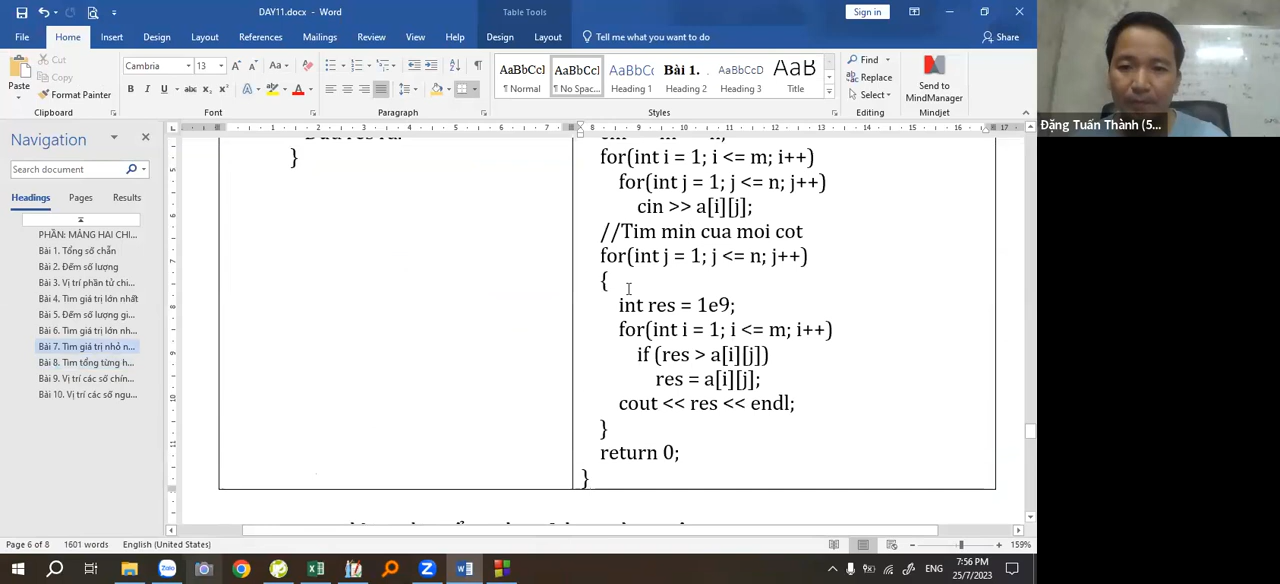 DAY11.docx - Word
Table Tools
Sign in
File
Home
Insert
Design
Layout
References
Mailings
Review
View
Help
Design
Layout
Tell me what you want to do
Share
Paste
Cut
Copy
Format Painter
Clipboard
Cambria
13
Font
Paragraph
AaBbCcl
¶ Normal
AaBbCcl
¶ No Spac...
AaBbCc
Heading 1
Bài 1.
Heading 2
AaBbCcD
Heading 3
AaB
Title
Styles
Find
Replace
Select
Editing
Send to
MindManager
Mindjet
Đặng Tuấn Thành (5...
Navigation
Search document
Headings
Pages
Results
PHẦN: MẢNG HAI CHI...
Bài 1. Tổng số chẵn
Bài 2. Đếm số lượng
Bài 3. Vị trí phần tử chi...
Bài 4. Tìm giá trị lớn nhất
Bài 5. Đếm số lượng gi...
Bài 6. Tìm giá trị lớn nh...
Bài 7. Tìm giá trị nhỏ n...
Bài 8. Tìm tổng từng h...
Bài 9. Vị trí các số chín...
Bài 10. Vị trí các số ngu...
}
for(int i = 1; i <= m; i++)
for(int j = 1; j <= n; j++)
cin >> a[i][j];
//Tim min cua moi cot
for(int j = 1; j <= n; j++)
{
int res = 1e9;
for(int i = 1; i <= m; i++)
if (res > a[i][j])
res = a[i][j];
cout << res << endl;
}
return 0;
}
Page 6 of 8
1601 words
English (United States)
159%
ENG
7:56 PM
25/7/2023